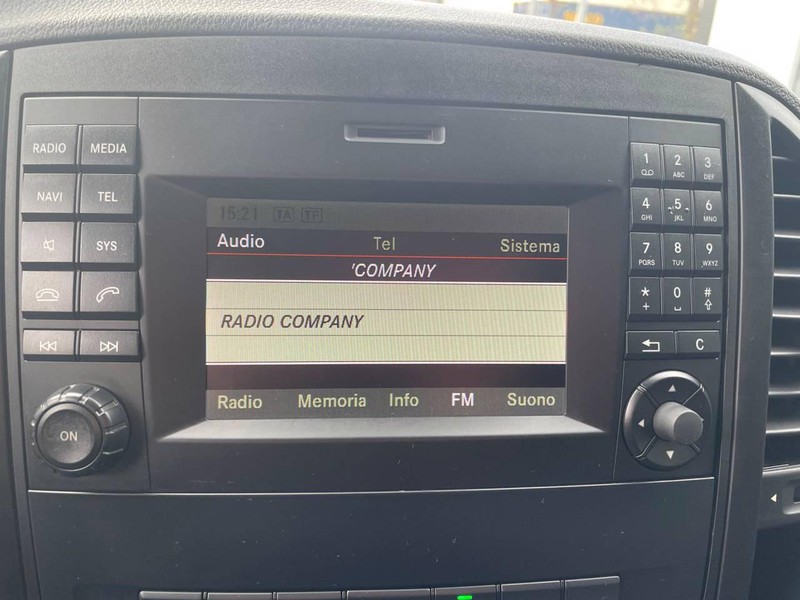 RADIO MEDIA
NAVI TEL
SYS
ON
15:21 TA TP
Audio Tel Sistema
'COMPANY
RADIO COMPANY
Radio Memoria Info FM Suono
1 2 ABC 3 DEF
4 GHI 5 JKL 6 MNO
7 PQRS 8 TUV 9 WXYZ
* + 0 #
C